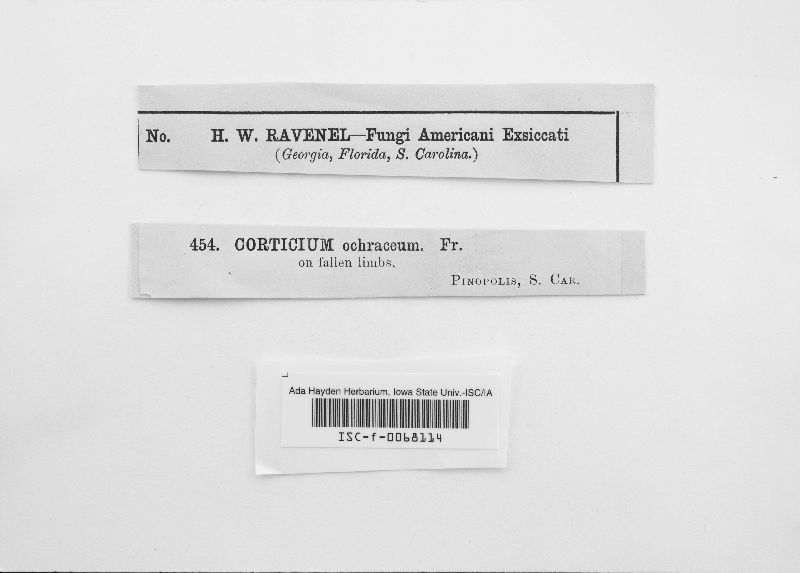 No. H. W. RAVENEL—Fungi Americani Exsiccati
(Georgia, Florida, S. Carolina.)
454. CORTICIUM ochraceum. Fr.
on fallen limbs.
PINOPOLIS, S. CAR.
Ada Hayden Herbarium, Iowa State Univ.-ISC/IA
ISC-f-0068114